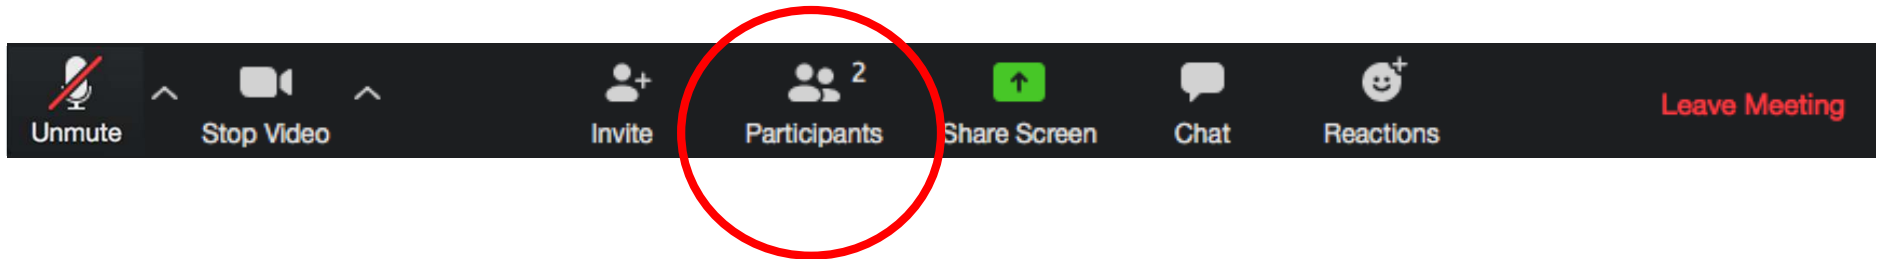 Unmute
Stop Video
Invite
2
Participants
Share Screen
Chat
Reactions
Leave Meeting